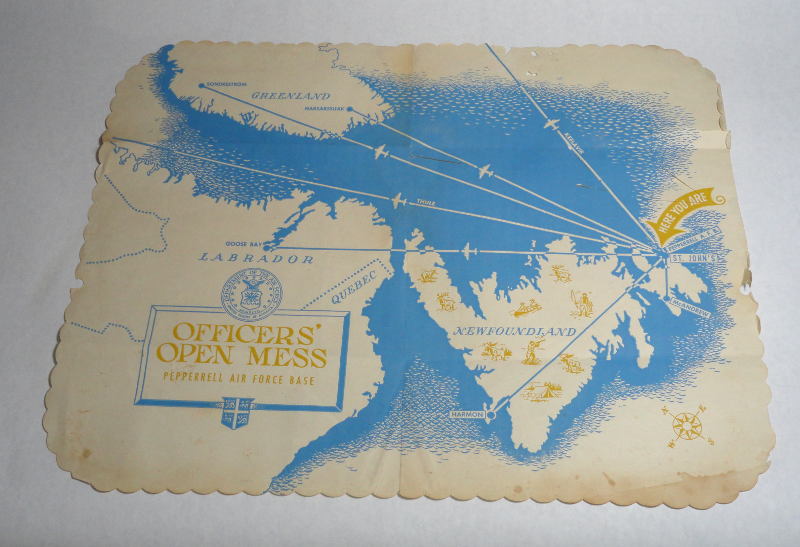 SONDRESTROM
GREENLAND
NARSARSSUAK
KEFLAVIK
THULE
HERE YOU ARE
PEPPERRELL A.F.B.
ST. JOHN'S
McANDREW
GOOSE BAY
LABRADOR
QUEBEC
NEWFOUNDLAND
OFFICERS'
OPEN MESS
PEPPERRELL AIR FORCE BASE
HARMON
N
E
W
S